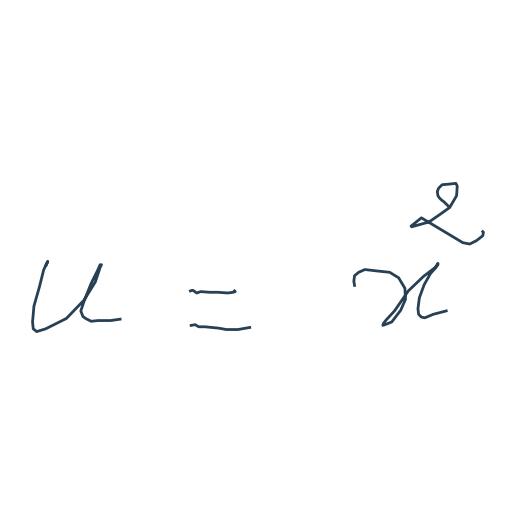 u = x²